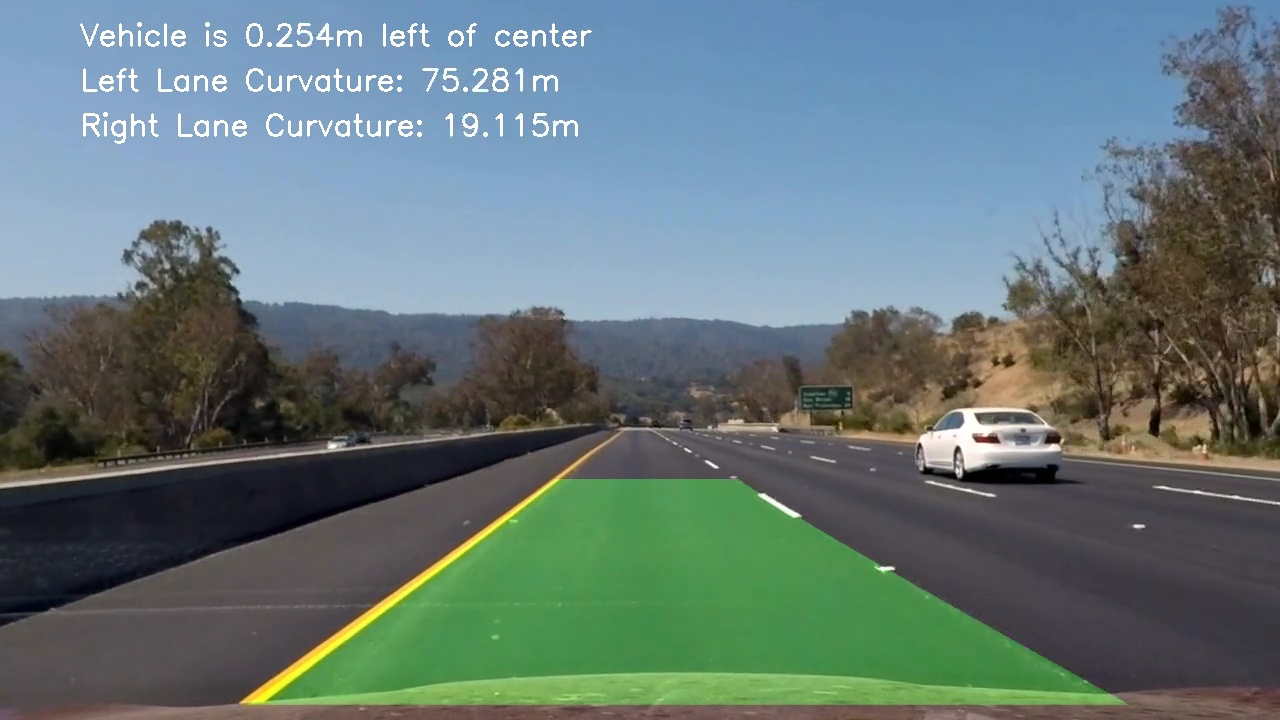 Vehicle is 0.254m left of center
Left Lane Curvature: 75.281m
Right Lane Curvature: 19.115m